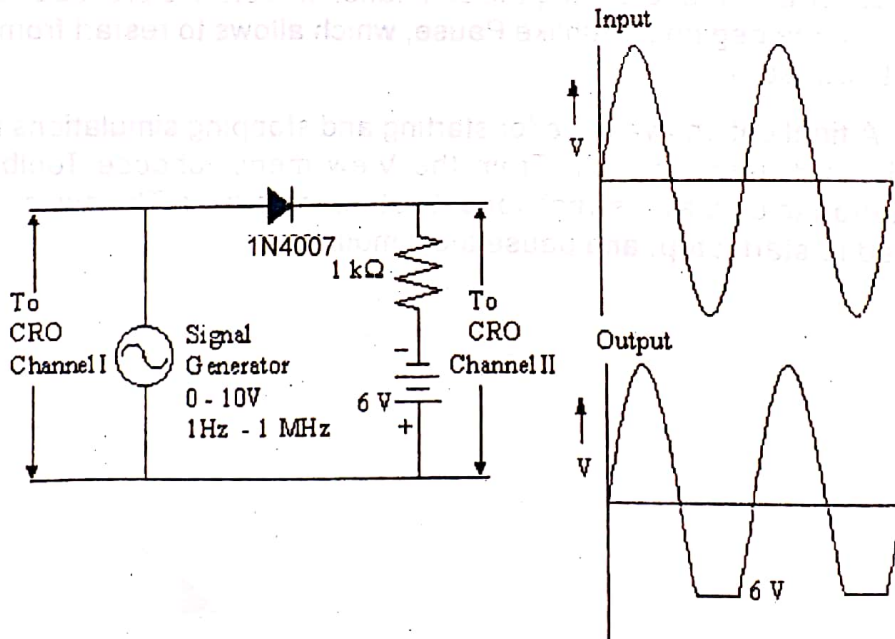 Input
V
1N4007
1 kΩ
To
CRO
Channel I
Signal
Generator
0 - 10V
1Hz - 1 MHz
-
6 V
+
To
CRO
Channel II
Output
V
6 V